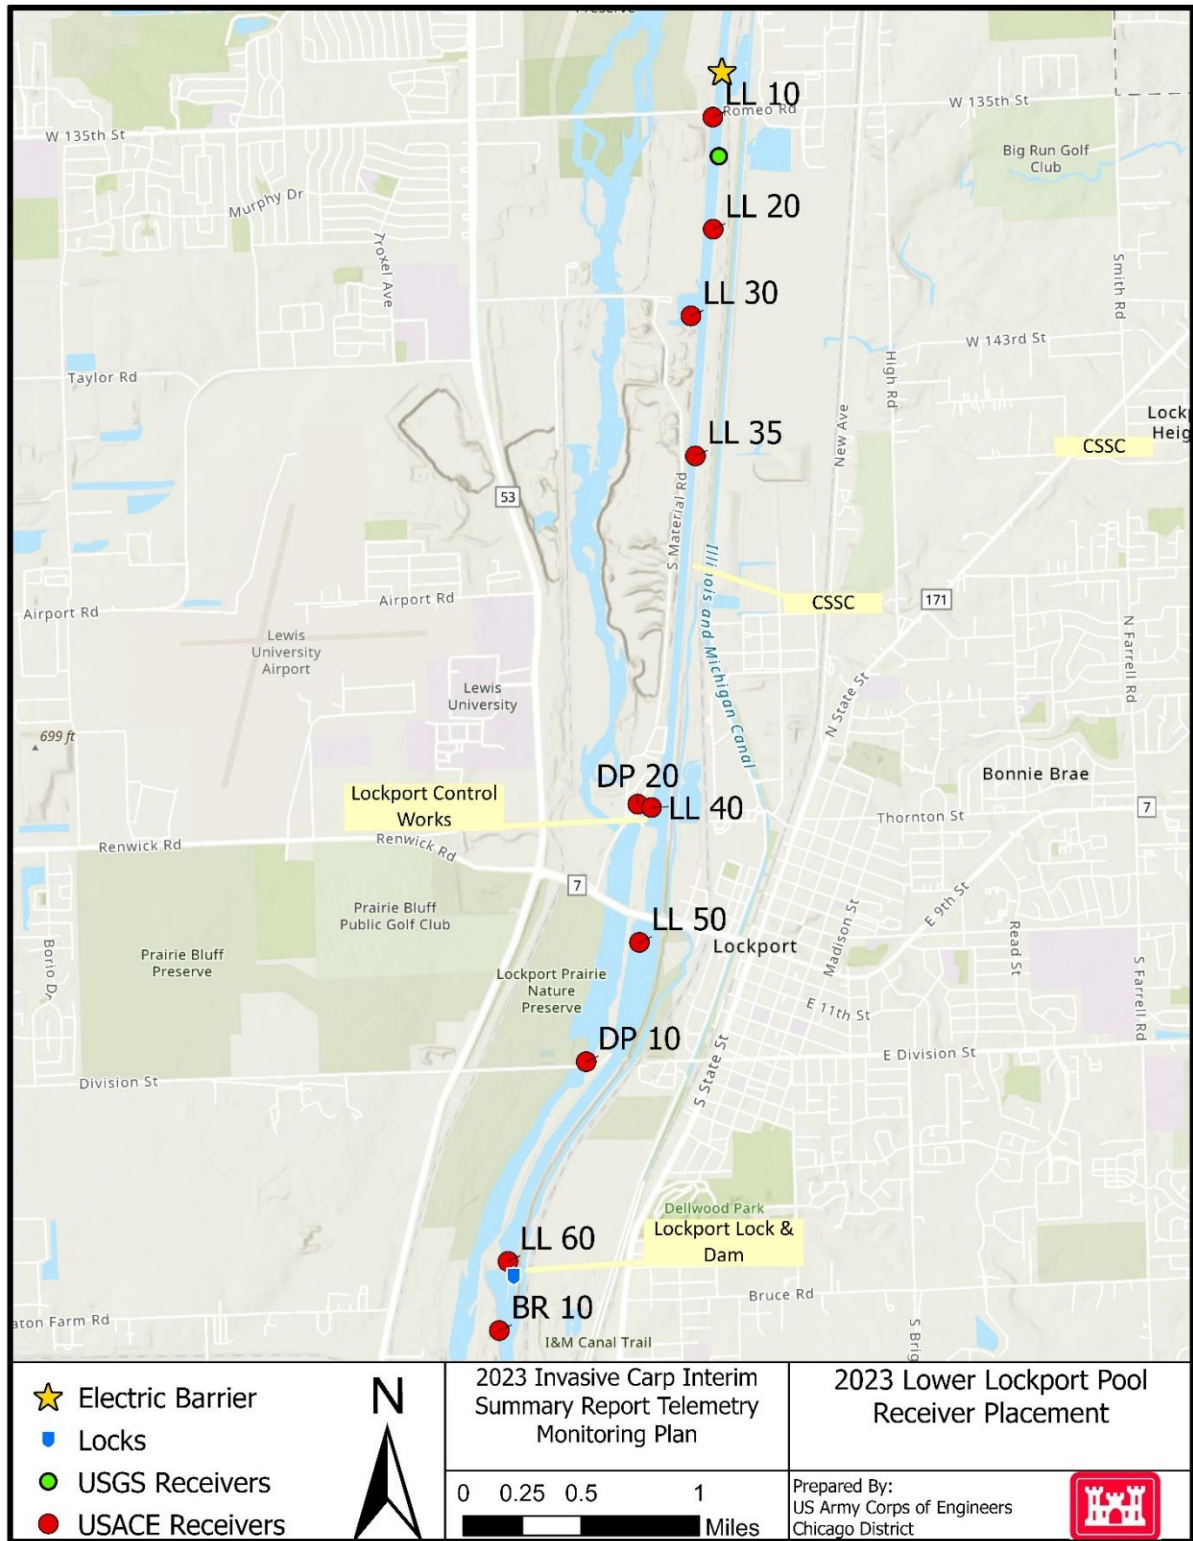 Preserve
LL 10
W 135th St
Romeo Rd
W 135th St
Big Run Golf
Club
Murphy Dr
Troxel Ave
LL 20
Smith Rd
LL 30
W 143rd St
High Rd
Taylor Rd
CSSC
LL 35
New Ave
53
S Material Rd
Illinois and Michigan Canal
CSSC
171
Airport Rd
Airport Rd
N Farrell Rd
Lewis
University
Airport
Lewis
University
N State St
699 ft
DP 20
LL 40
Bonnie Brae
Lockport Control
Works
7
Thornton St
Renwick Rd
Renwick Rd
7
E 9th St
Prairie Bluff
Public Golf Club
Madison St
LL 50
Lockport
Read St
Borio Dr
Prairie Bluff
Preserve
S Farrell Rd
Lockport Prairie
Nature
Preserve
E 11th St
DP 10
E Division St
Division St
S State St
Dellwood Park
LL 60
Lockport Lock &
Dam
BR 10
Bruce Rd
aton Farm Rd
S Brig
I&M Canal Trail
Electric Barrier
Locks
USGS Receivers
USACE Receivers
N
2023 Invasive Carp Interim
Summary Report Telemetry
Monitoring Plan
0 0.25 0.5 1
Miles
2023 Lower Lockport Pool
Receiver Placement
Prepared By:
US Army Corps of Engineers
Chicago District